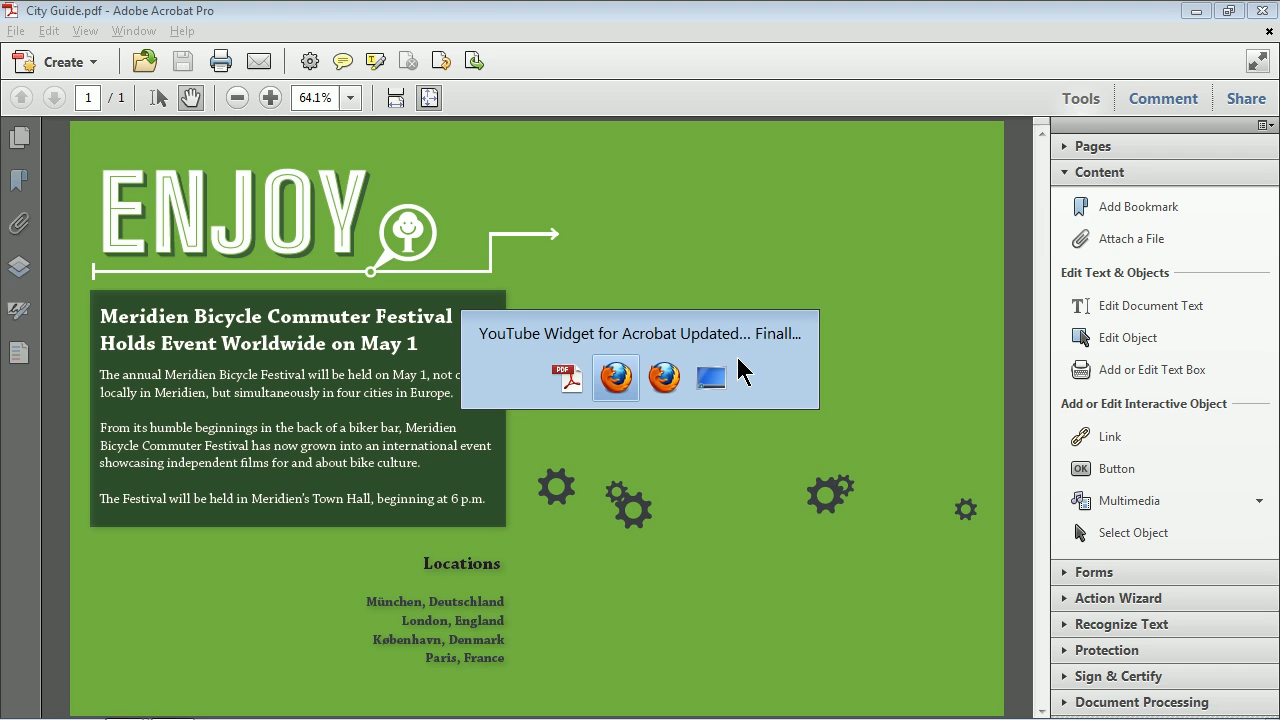 City Guide.pdf - Adobe Acrobat Pro
File Edit View Window Help
Create
1 / 1 64.1% Tools Comment Share
ENJOY
Meridien Bicycle Commuter Festival
Holds Event Worldwide on May 1
The annual Meridien Bicycle Festival will be held on May 1, not
locally in Meridien, but simultaneously in four cities in Europe.
From its humble beginnings in the back of a biker bar, Meridien
Bicycle Commuter Festival has now grown into an international event
showcasing independent films for and about bike culture.
The Festival will be held in Meridien's Town Hall, beginning at 6 p.m.
Locations
München, Deutschland
London, England
København, Denmark
Paris, France
YouTube Widget for Acrobat Updated... Finall...
PDF
Pages
Content
Add Bookmark
Attach a File
Edit Text & Objects
Edit Document Text
Edit Object
Add or Edit Text Box
Add or Edit Interactive Object
Link
OK Button
Multimedia
Select Object
Forms
Action Wizard
Recognize Text
Protection
Sign & Certify
Document Processing